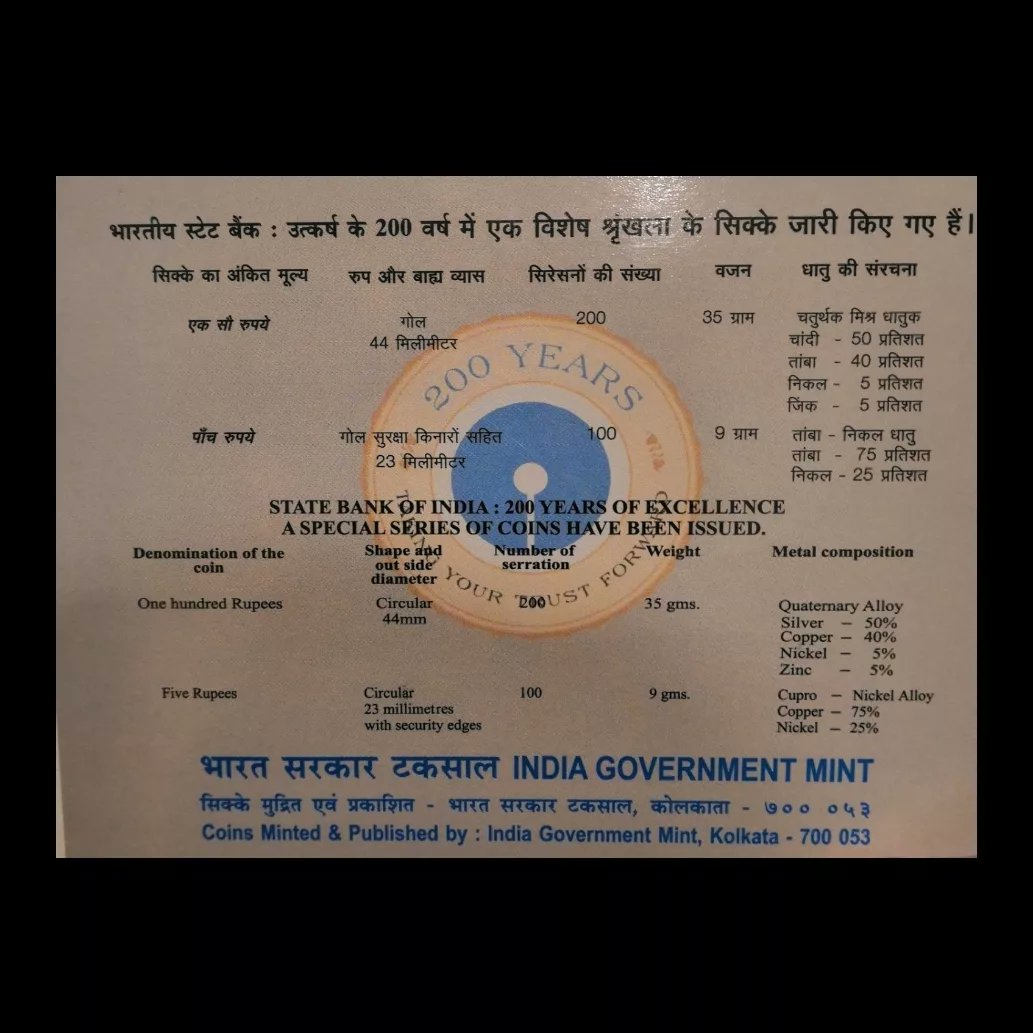 भारतीय स्टेट बैंक : उत्कर्ष के 200 वर्ष में एक विशेष श्रृंखला के सिक्के जारी किए गए हैं।
सिक्के का अंकित मूल्य रुप और बाह्य व्यास सिरेसनों की संख्या वजन धातु की संरचना
एक सौ रुपये गोल 200 35 ग्राम चतुर्थक मिश्र धातुक
44 मिलीमीटर चांदी - 50 प्रतिशत
तांबा - 40 प्रतिशत
निकल - 5 प्रतिशत
जिंक - 5 प्रतिशत
पाँच रुपये गोल सुरक्षा किनारों सहित 100 9 ग्राम तांबा - निकल धातु
23 मिलीमीटर तांबा - 75 प्रतिशत
निकल - 25 प्रतिशत
200 YEARS
STATE BANK OF INDIA : 200 YEARS OF EXCELLENCE
A SPECIAL SERIES OF COINS HAVE BEEN ISSUED.
YOUR TRUST FORWARD
Denomination of the Shape and Number of Weight Metal composition
coin out side serration
diameter
One hundred Rupees Circular 200 35 gms. Quaternary Alloy
44mm Silver – 50%
Copper – 40%
Nickel – 5%
Zinc – 5%
Five Rupees Circular 100 9 gms. Cupro – Nickel Alloy
23 millimetres Copper – 75%
with security edges Nickel – 25%
भारत सरकार टकसाल INDIA GOVERNMENT MINT
सिक्के मुद्रित एवं प्रकाशित - भारत सरकार टकसाल, कोलकाता - ७०० ०५३
Coins Minted & Published by : India Government Mint, Kolkata - 700 053